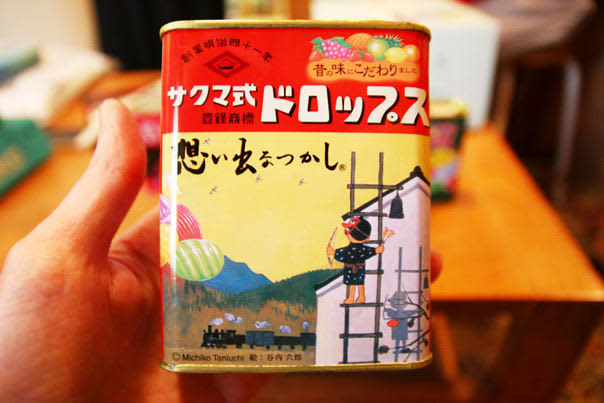 創業明治四十一年
昔の味にこだわりました
サクマ式ドロップス
登録商標
想い出なつかし®
© Michiko Taniuchi 絵：谷内 六郎